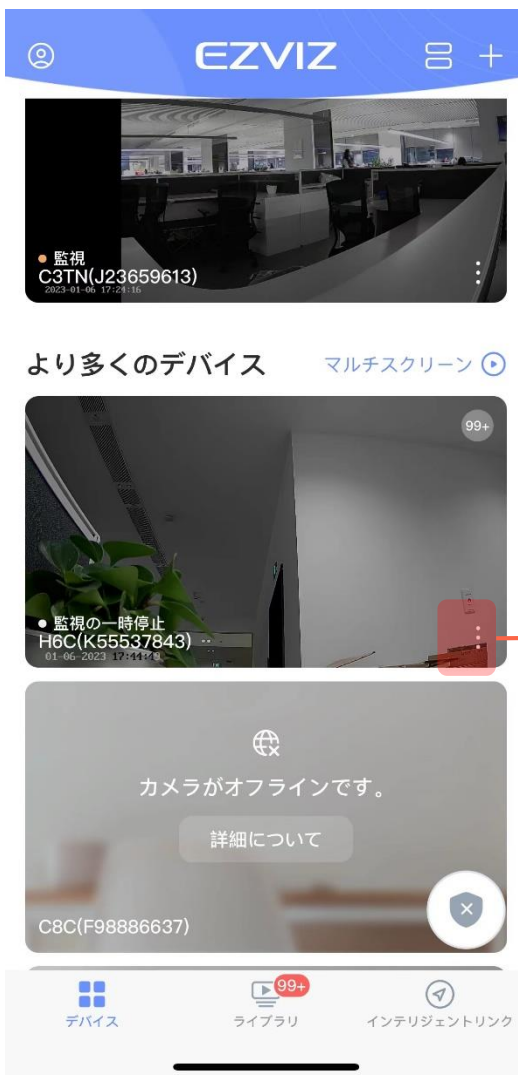 EZVIZ
監視
C3TN(J23659613)
2023-01-06 17:24:16
より多くのデバイス
マルチスクリーン
99+
監視の一時停止
H6C(K55537843)
01-06-2023 17:44:49
カメラがオフラインです。
詳細について
C8C(F98886637)
99+
デバイス
ライブラリ
インテリジェントリンク